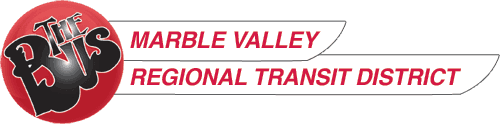 THE
BUS
MARBLE VALLEY
REGIONAL TRANSIT DISTRICT